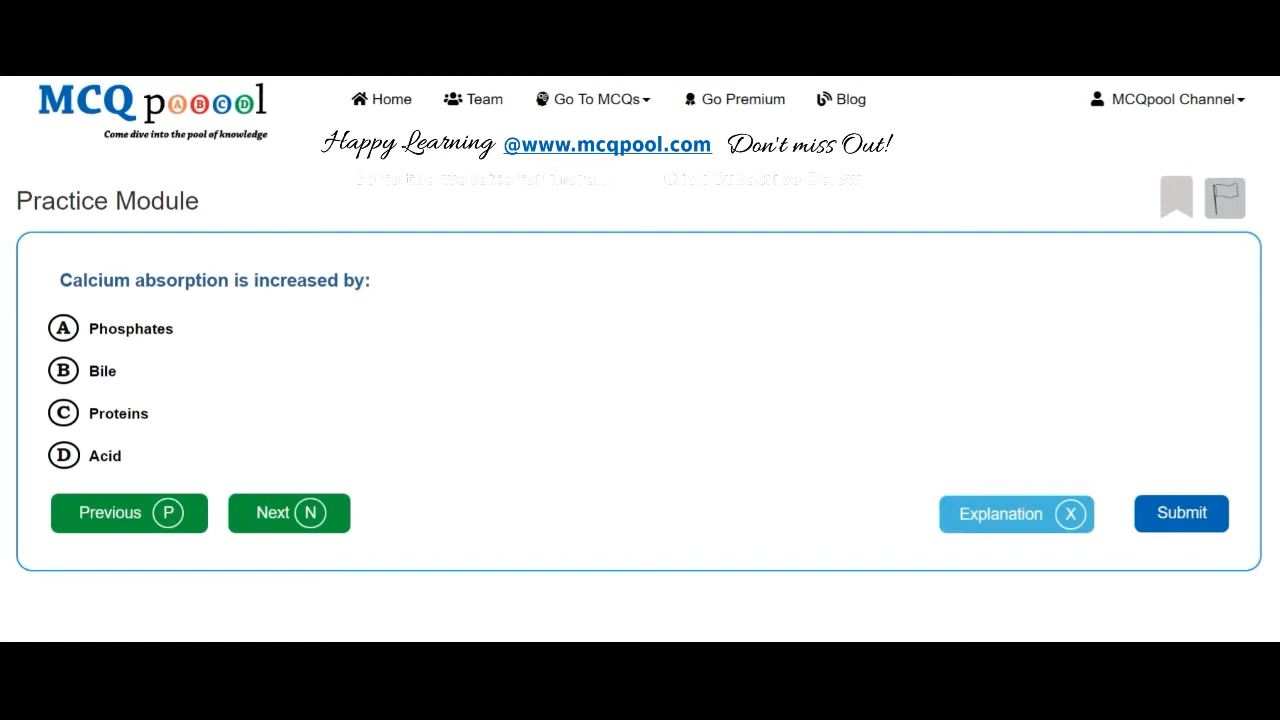 MCQ pABCDl
Come dive into the pool of knowledge
Home Team Go To MCQs Go Premium Blog MCQpool Channel
Happy Learning @www.mcqpool.com Don't miss Out!
Practice Module
Calcium absorption is increased by:
A Phosphates
B Bile
C Proteins
D Acid
Previous P Next N Explanation X Submit